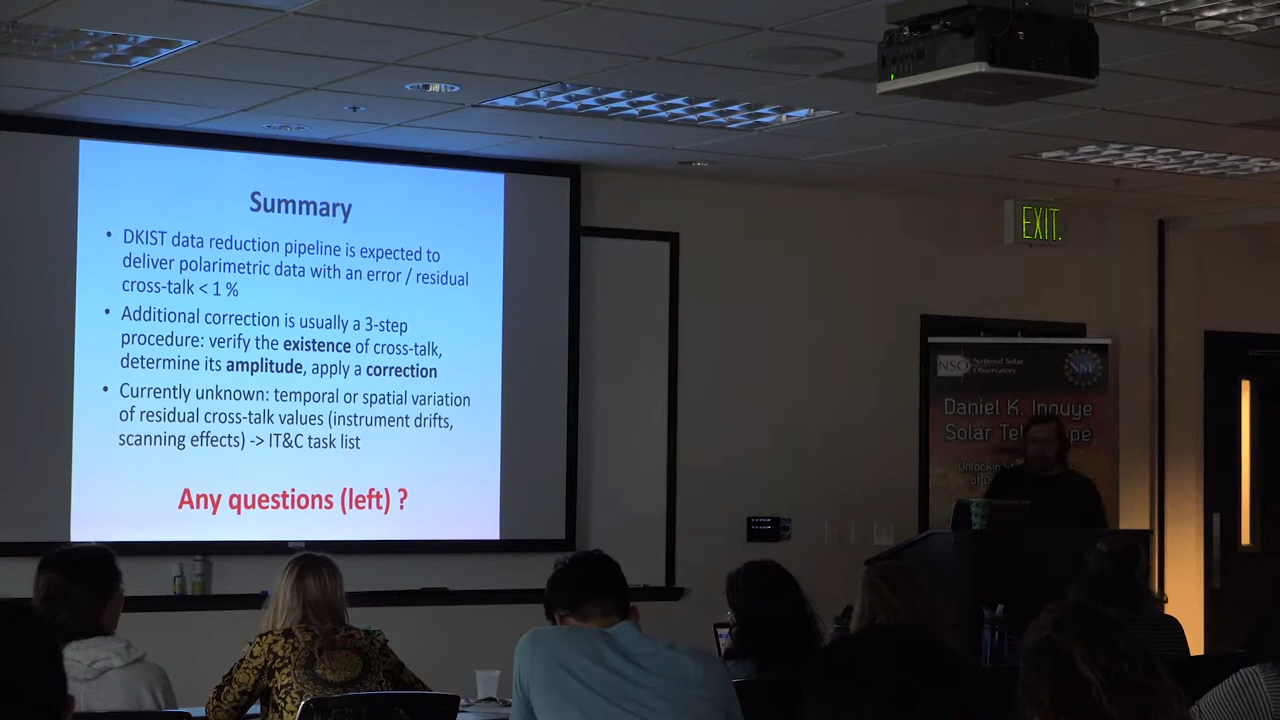 Summary
• DKIST data reduction pipeline is expected to
deliver polarimetric data with an error / residual
cross-talk < 1 %
• Additional correction is usually a 3-step
procedure: verify the existence of cross-talk,
determine its amplitude, apply a correction
• Currently unknown: temporal or spatial variation
of residual cross-talk values (instrument drifts,
scanning effects) -> IT&C task list
Any questions (left) ?
EXIT
NSO
National Solar
Observatory
NSF
Daniel K. Inouye
Solar